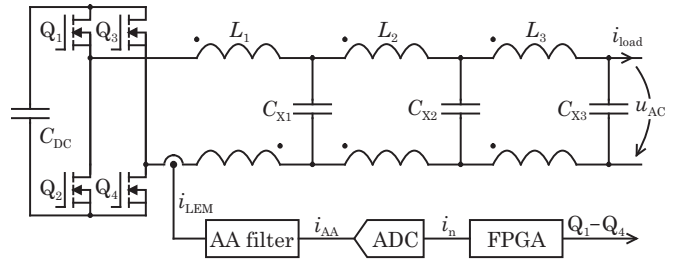 Q1 Q3 L1 L2 L3 iload
CDC CX1 CX2 CX3 uAC
Q2 Q4
iLEM
AA filter iAA ADC in FPGA Q1–Q4